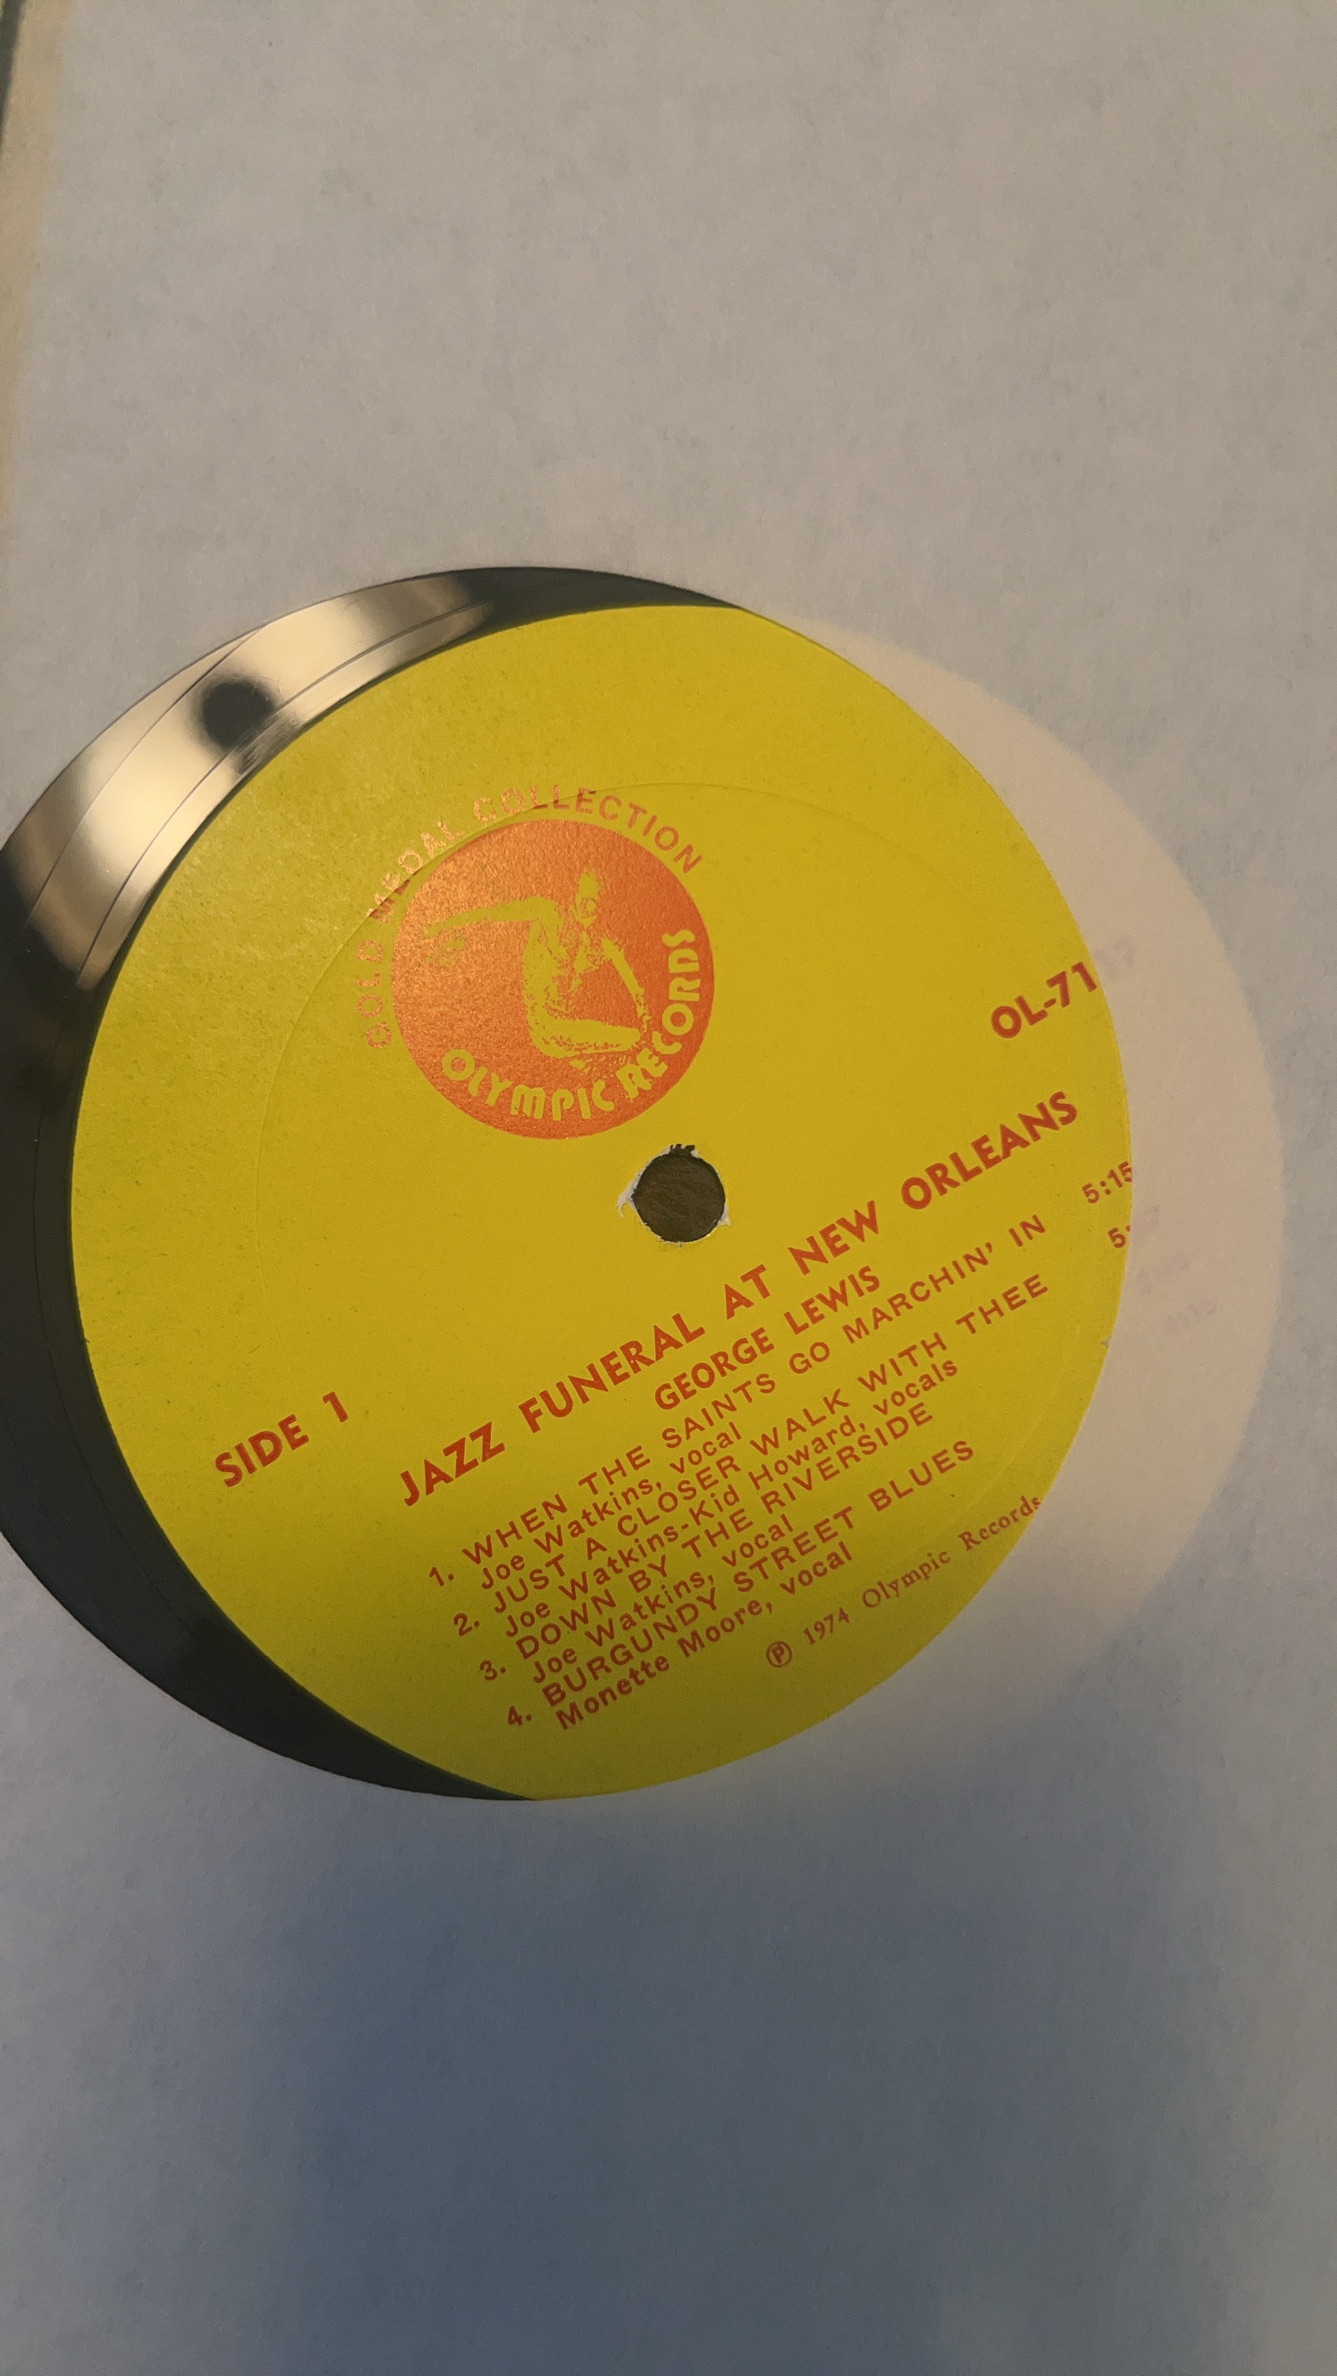 GOLD MEDAL COLLECTION
OLYMPIC RECORDS
OL-71
SIDE 1
JAZZ FUNERAL AT NEW ORLEANS
GEORGE LEWIS
1. WHEN THE SAINTS GO MARCHIN' IN 5:15
Joe Watkins, vocal
2. JUST A CLOSER WALK WITH THEE 5:
Joe Watkins-Kid Howard, vocals
3. DOWN BY THE RIVERSIDE
Joe Watkins, vocal
4. BURGUNDY STREET BLUES
Monette Moore, vocal
℗ 1974 Olympic Records